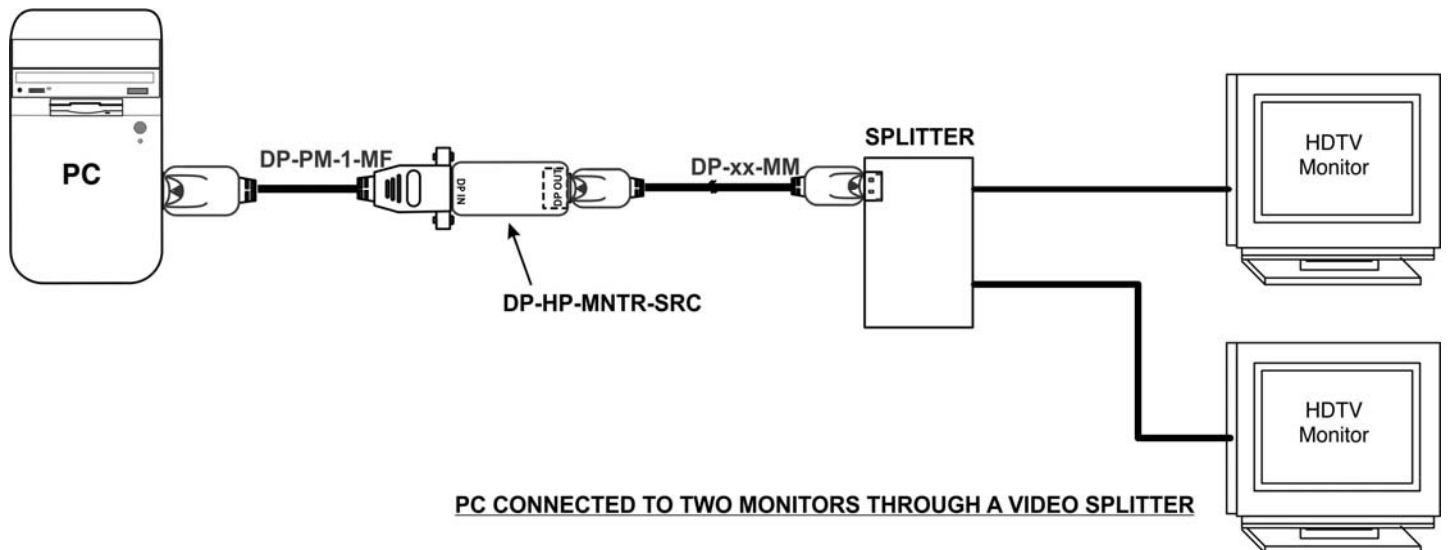 PC
DP-PM-1-MF
DP IN
DP OUT
DP-HP-MNTR-SRC
DP-xx-MM
SPLITTER
HDTV
Monitor
HDTV
Monitor
PC CONNECTED TO TWO MONITORS THROUGH A VIDEO SPLITTER